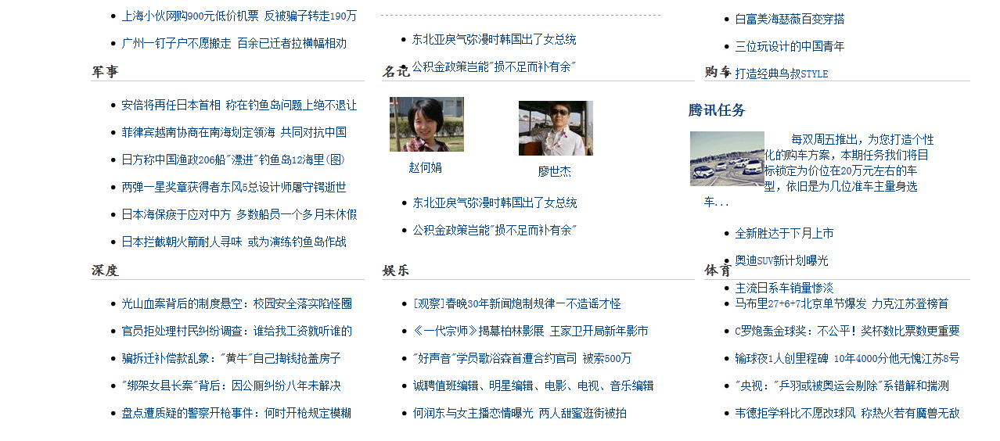 上海小伙网购900元低价机票 反被骗子转走190万
广州一钉子户不愿搬走 百余已迁者拉横幅相劝
东北亚戾气弥漫时韩国出了女总统
公积金政策岂能"损不足而补有余"
白富美海瑟薇百变穿搭
三位玩设计的中国青年
打造经典鸟叔STYLE
军事
安倍将再任日本首相 称在钓鱼岛问题上绝不退让
菲律宾越南协商在南海划定领海 共同对抗中国
日方称中国渔政206船"漂进"钓鱼岛12海里(图)
两弹一星奖章获得者东风5总设计师屠守锷逝世
日本海保疲于应对中方 多数船员一个多月未休假
日本拦截朝火箭耐人寻味 或为演练钓鱼岛作战
名记
赵何娟
廖世杰
东北亚戾气弥漫时韩国出了女总统
公积金政策岂能"损不足而补有余"
购车
腾讯任务
每双周五推出，为您打造个性
化的购车方案，本期任务我们将目
标锁定为价位在20万元左右的车
型，依旧是为几位准车主量身选
车...
全新胜达于下月上市
奥迪SUV新计划曝光
主流日系车销量惨淡
深度
光山血案背后的制度悬空：校园安全落实陷怪圈
官员拒处理村民纠纷调查：谁给我工资就听谁的
骗拆迁补偿款乱象："黄牛"自己掏钱抢盖房子
"绑架女县长案"背后：因公厕纠纷八年未解决
盘点遭质疑的警察开枪事件：何时开枪规定模糊
娱乐
[观察]春晚30年新闻炮制规律—不造谣才怪
《一代宗师》揭幕柏林影展 王家卫开局新年影市
"好声音"学员歌浴森首遭合约官司 被索500万
诚聘值班编辑、明星编辑、电影、电视、音乐编辑
何润东与女主播恋情曝光 两人甜蜜逛街被拍
体育
马布里27+6+7北京单节爆发 力克江苏登榜首
C罗炮轰金球奖：不公平！奖杯数比票数更重要
输球夜1人创里程碑 10年4000分他无愧江苏8号
"央视："乒羽或被奥运会剔除"系错解和揣测
韦德拒学科比不愿改球风 称热火若有魔兽无敌